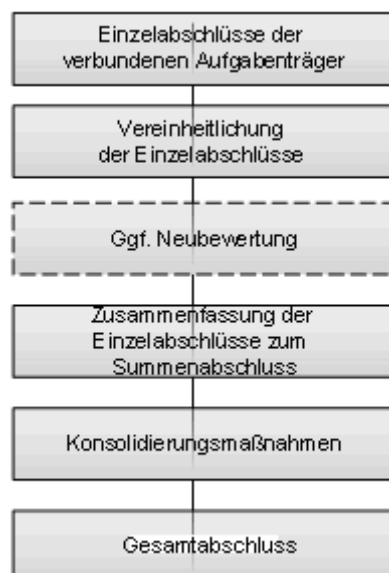 Einzelabschlüsse der
verbundenen Aufgabenträger
Vereinheitlichung
der Einzelabschlüsse
Ggf. Neubewertung
Zusammenfassung der
Einzelabschlüsse zum
Summenabschluss
Konsolidierungsmaßnahmen
Gesamtabschluss